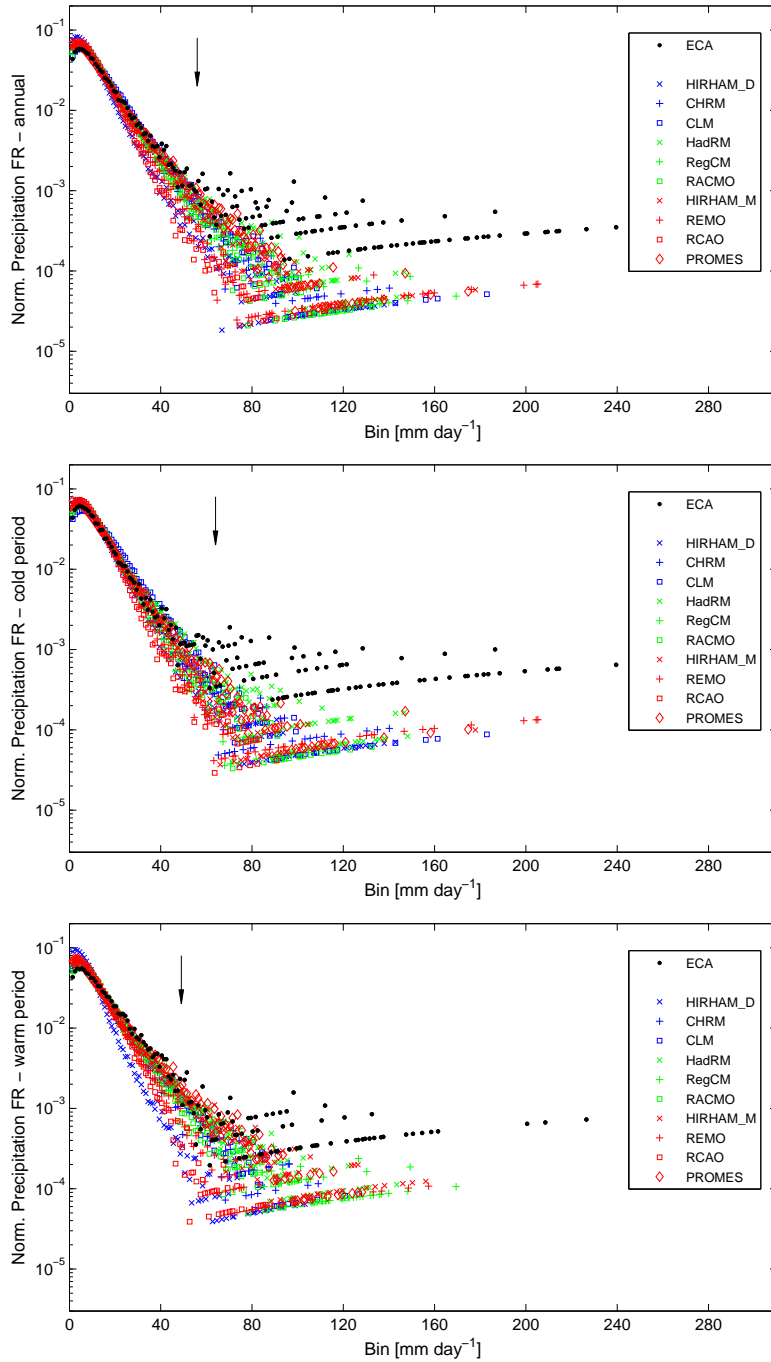 Norm. Precipitation FR − annual
10⁻¹
10⁻²
10⁻³
10⁻⁴
10⁻⁵
0 40 80 120 160 200 240 280
Bin [mm day⁻¹]
ECA
HIRHAM_D
CHRM
CLM
HadRM
RegCM
RACMO
HIRHAM_M
REMO
RCAO
PROMES
Norm. Precipitation FR − cold period
10⁻¹
10⁻²
10⁻³
10⁻⁴
10⁻⁵
0 40 80 120 160 200 240 280
Bin [mm day⁻¹]
ECA
HIRHAM_D
CHRM
CLM
HadRM
RegCM
RACMO
HIRHAM_M
REMO
RCAO
PROMES
Norm. Precipitation FR − warm period
10⁻¹
10⁻²
10⁻³
10⁻⁴
10⁻⁵
0 40 80 120 160 200 240 280
Bin [mm day⁻¹]
ECA
HIRHAM_D
CHRM
CLM
HadRM
RegCM
RACMO
HIRHAM_M
REMO
RCAO
PROMES